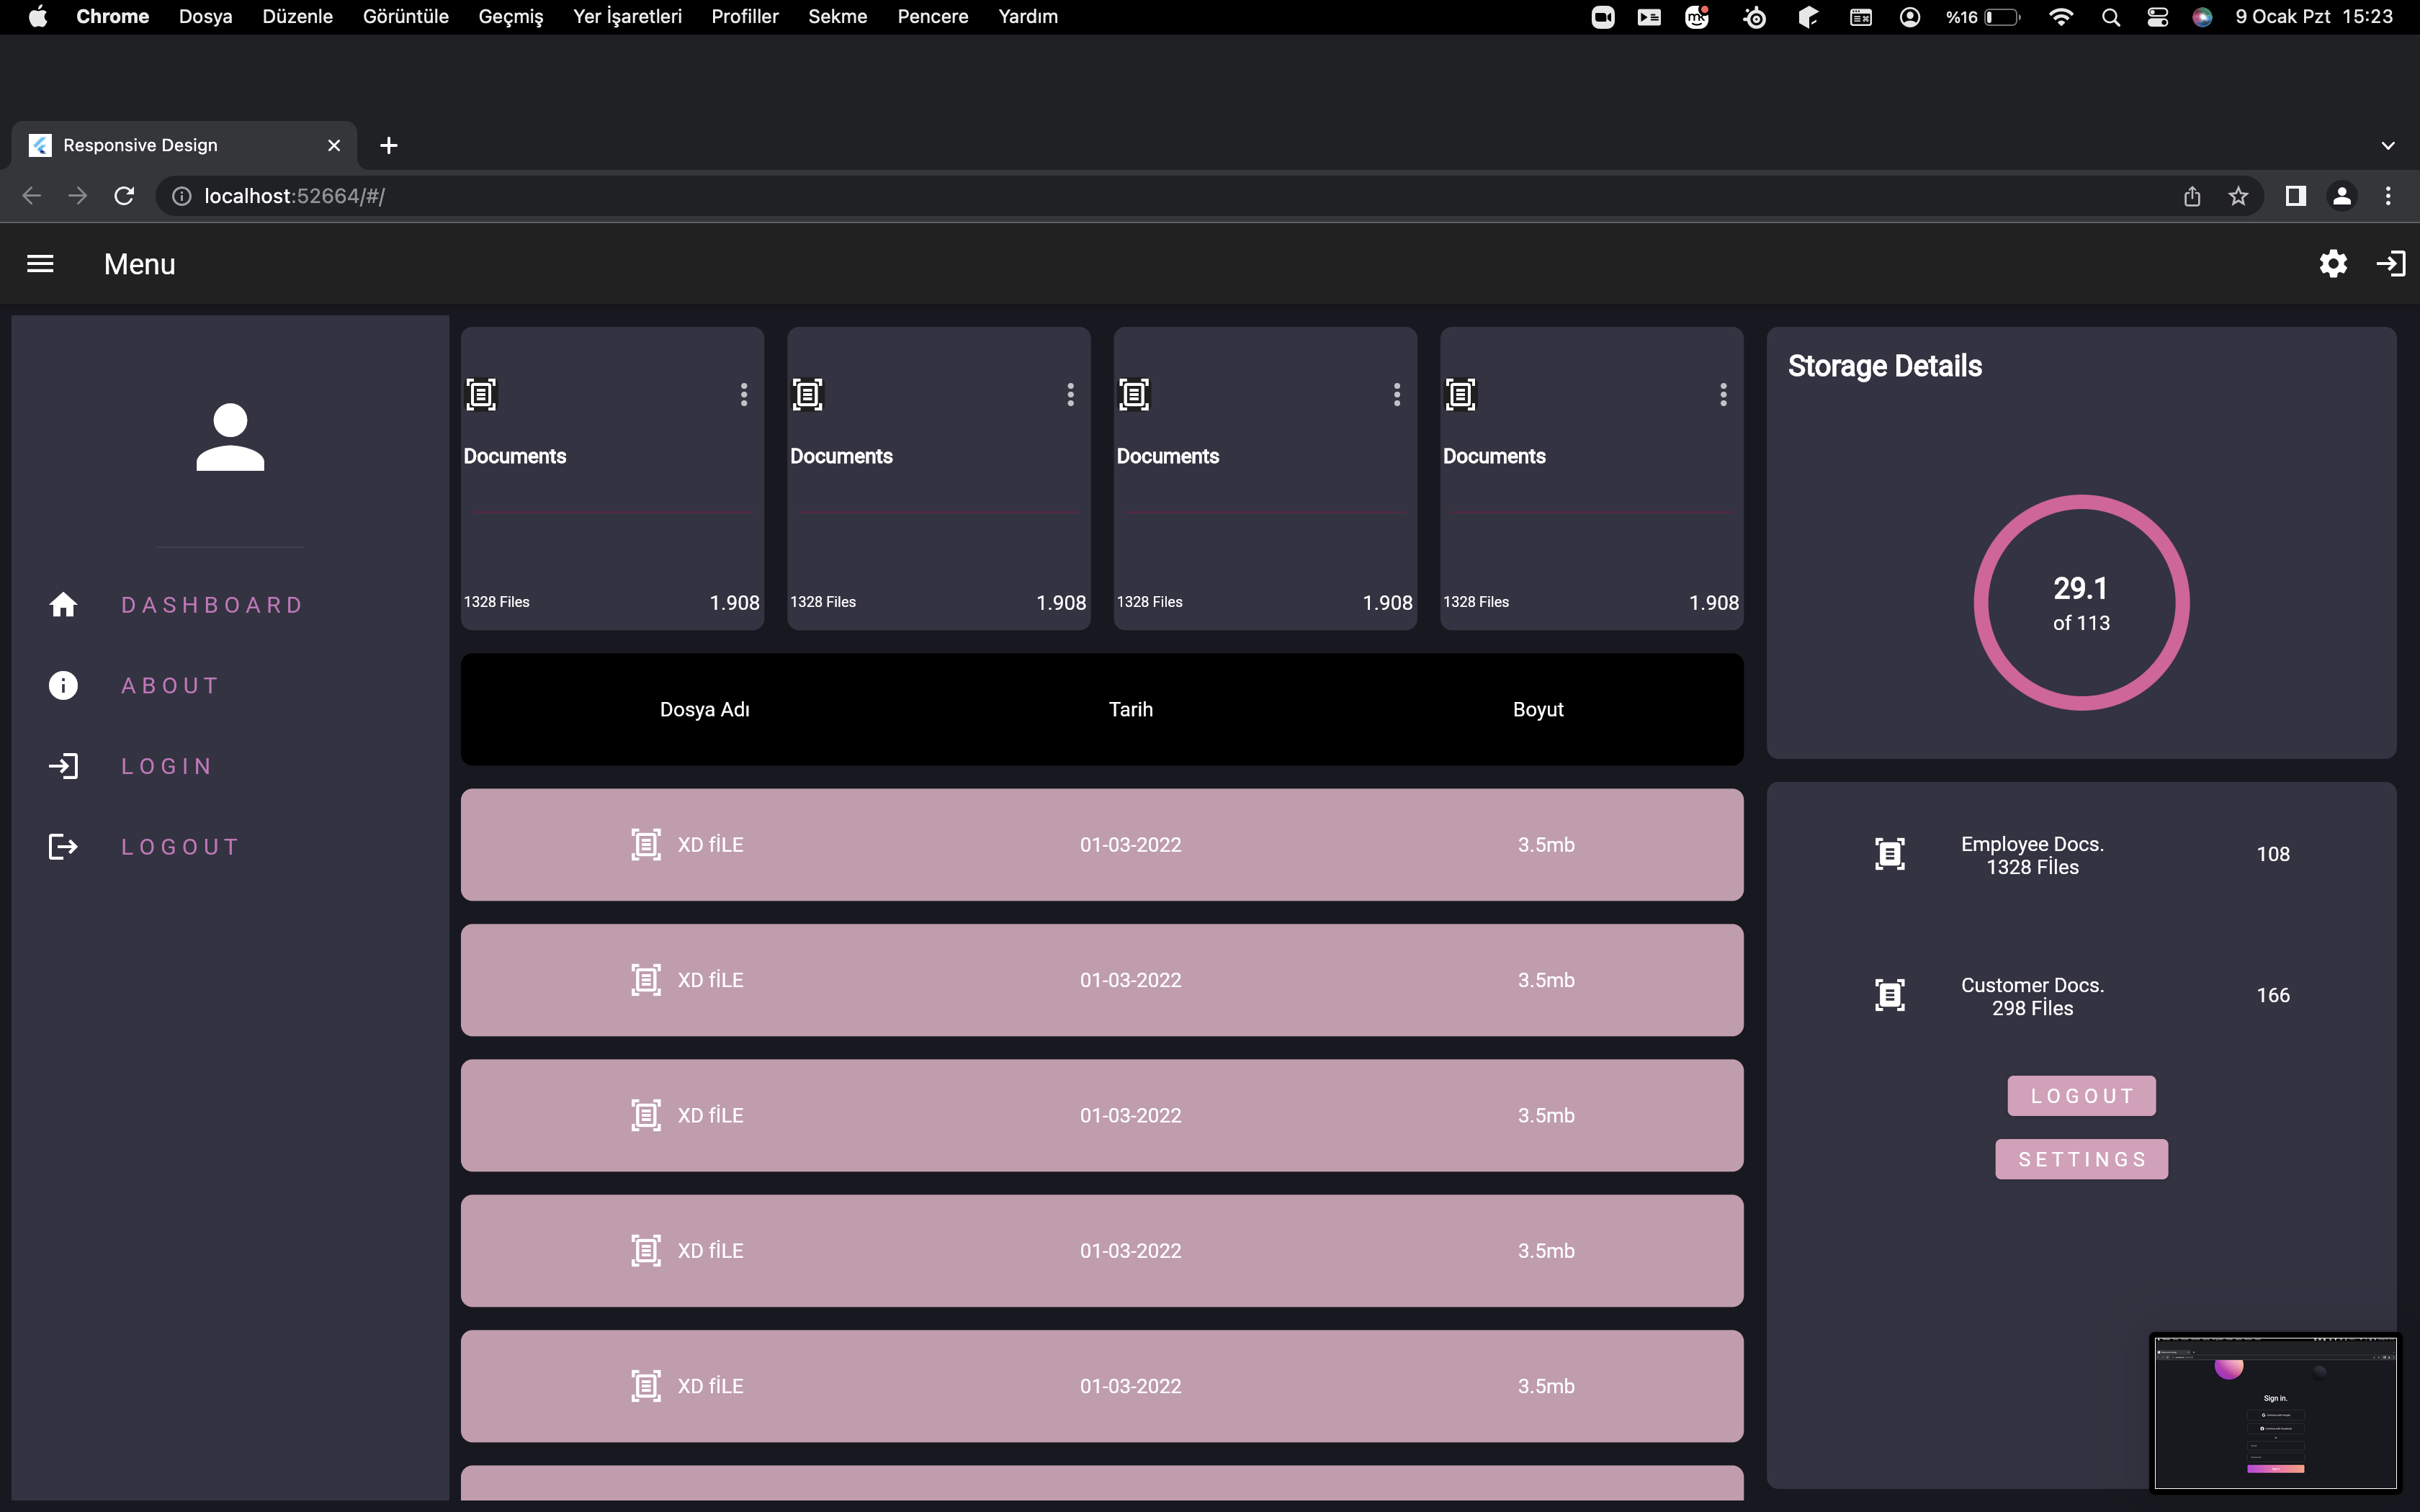 Chrome Dosya Düzenle Görüntüle Geçmiş Yer İşaretleri Profiller Sekme Pencere Yardım %16 9 Ocak Pzt 15:23
Responsive Design
localhost:52664/#/
Menu
DASHBOARD
ABOUT
LOGIN
LOGOUT
Documents
1328 Files 1.908
Documents
1328 Files 1.908
Documents
1328 Files 1.908
Documents
1328 Files 1.908
Dosya Adı Tarih Boyut
XD fİLE 01-03-2022 3.5mb
XD fİLE 01-03-2022 3.5mb
XD fİLE 01-03-2022 3.5mb
XD fİLE 01-03-2022 3.5mb
XD fİLE 01-03-2022 3.5mb
Storage Details
29.1
of 113
Employee Docs.
1328 Fİles
108
Customer Docs.
298 Fİles
166
LOGOUT
SETTINGS
Sign in.